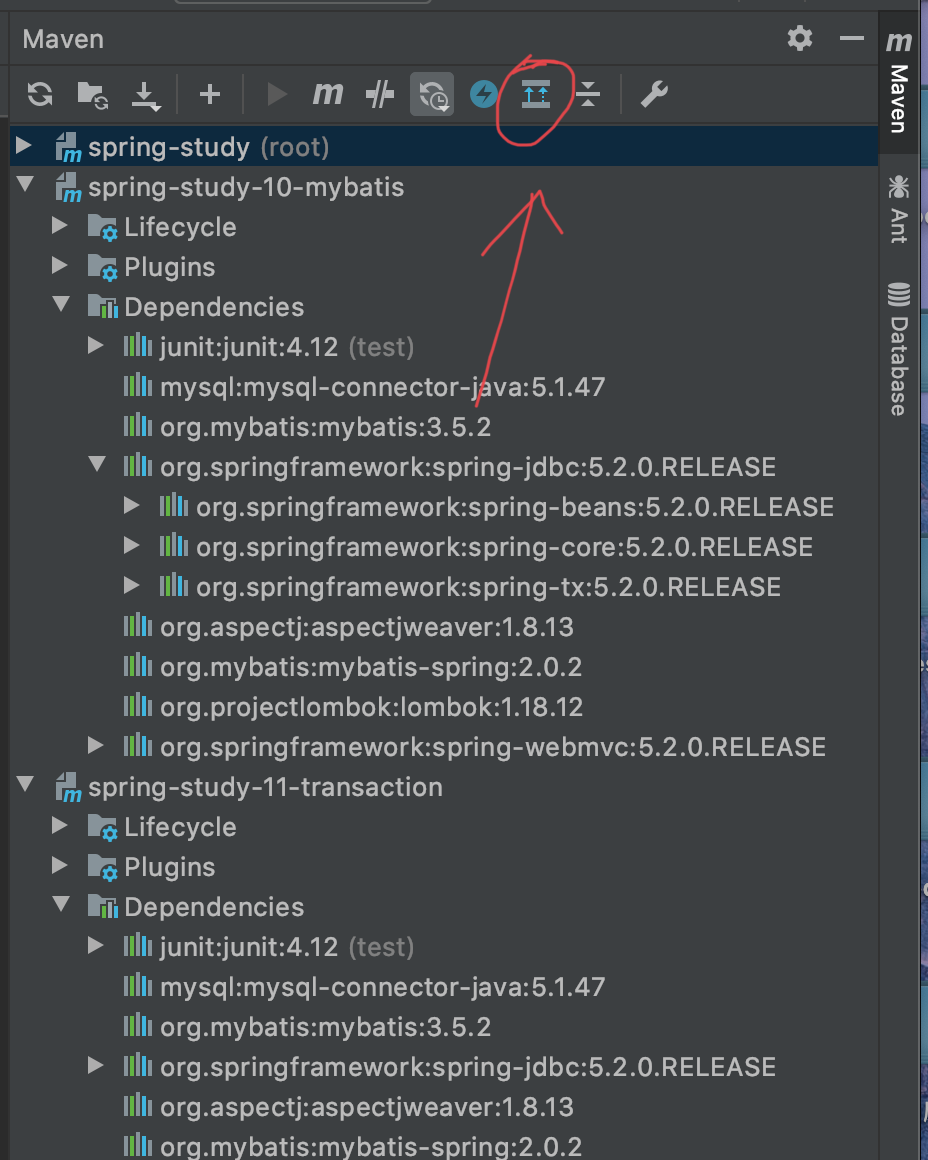 Maven
m
Maven
Ant
Database
m
spring-study (root)
spring-study-10-mybatis
Lifecycle
Plugins
Dependencies
junit:junit:4.12 (test)
mysql:mysql-connector-java:5.1.47
org.mybatis:mybatis:3.5.2
org.springframework:spring-jdbc:5.2.0.RELEASE
org.springframework:spring-beans:5.2.0.RELEASE
org.springframework:spring-core:5.2.0.RELEASE
org.springframework:spring-tx:5.2.0.RELEASE
org.aspectj:aspectjweaver:1.8.13
org.mybatis:mybatis-spring:2.0.2
org.projectlombok:lombok:1.18.12
org.springframework:spring-webmvc:5.2.0.RELEASE
spring-study-11-transaction
Lifecycle
Plugins
Dependencies
junit:junit:4.12 (test)
mysql:mysql-connector-java:5.1.47
org.mybatis:mybatis:3.5.2
org.springframework:spring-jdbc:5.2.0.RELEASE
org.aspectj:aspectjweaver:1.8.13
org.mybatis:mybatis-spring:2.0.2